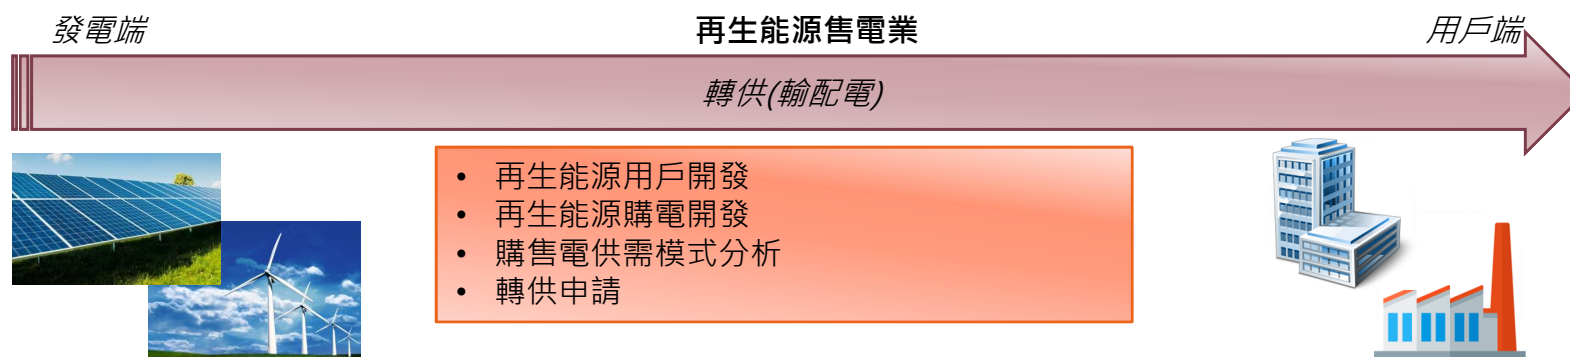 發電端
再生能源售電業
用戶端
轉供(輸配電)
• 再生能源用戶開發
• 再生能源購電開發
• 購售電供需模式分析
• 轉供申請